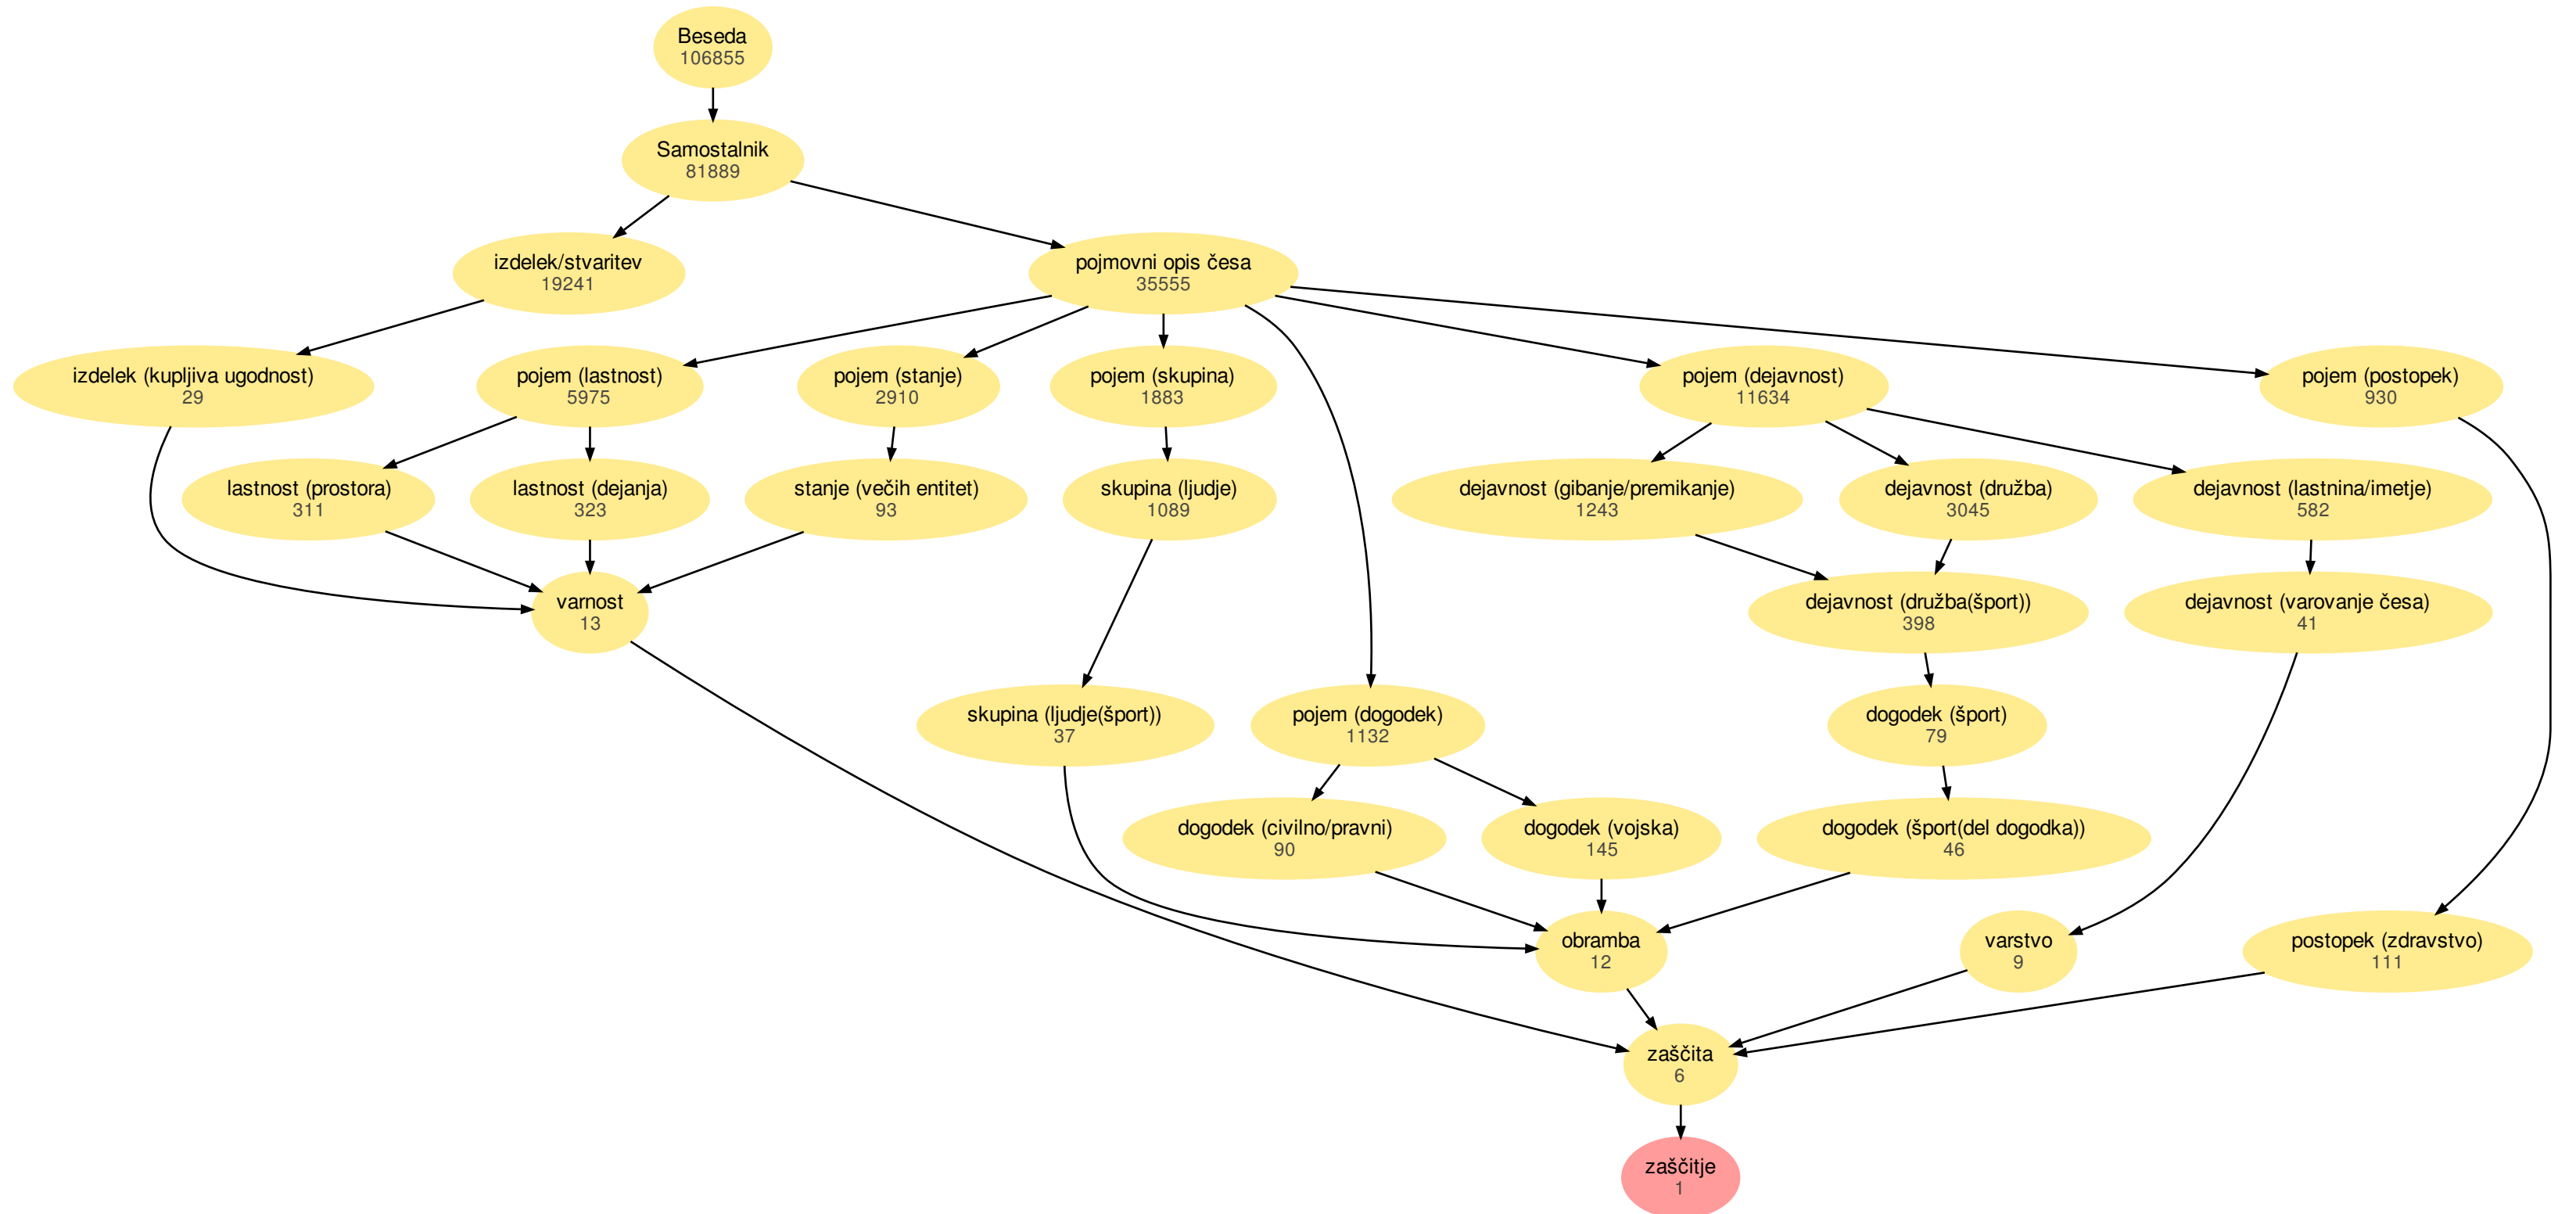 Beseda
106855
Samostalnik
81889
izdelek/stvaritev
19241
pojmovni opis česa
35555
izdelek (kupljiva ugodnost)
29
pojem (lastnost)
5975
pojem (stanje)
2910
pojem (skupina)
1883
pojem (dejavnost)
11634
pojem (postopek)
930
lastnost (prostora)
311
lastnost (dejanja)
323
stanje (večih entitet)
93
skupina (ljudje)
1089
dejavnost (gibanje/premikanje)
1243
dejavnost (družba)
3045
dejavnost (lastnina/imetje)
582
varnost
13
dejavnost (družba(šport))
398
dejavnost (varovanje česa)
41
skupina (ljudje(šport))
37
pojem (dogodek)
1132
dogodek (šport)
79
dogodek (civilno/pravni)
90
dogodek (vojska)
145
dogodek (šport(del dogodka))
46
obramba
12
varstvo
9
postopek (zdravstvo)
111
zaščita
6
zaščitje
1